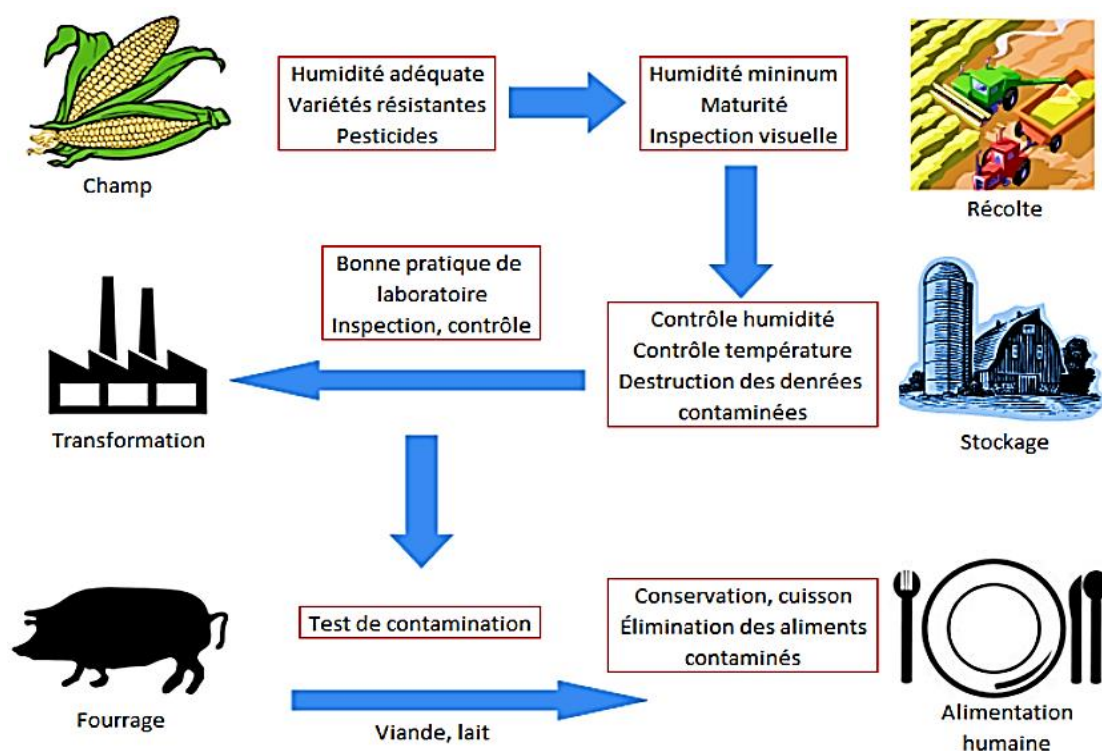 Humidité adéquate
Variétés résistantes
Pesticides
Humidité mininum
Maturité
Inspection visuelle
Champ
Récolte
Bonne pratique de
laboratoire
Inspection, contrôle
Contrôle humidité
Contrôle température
Destruction des denrées
contaminées
Transformation
Stockage
Test de contamination
Conservation, cuisson
Élimination des aliments
contaminés
Fourrage
Viande, lait
Alimentation
humaine